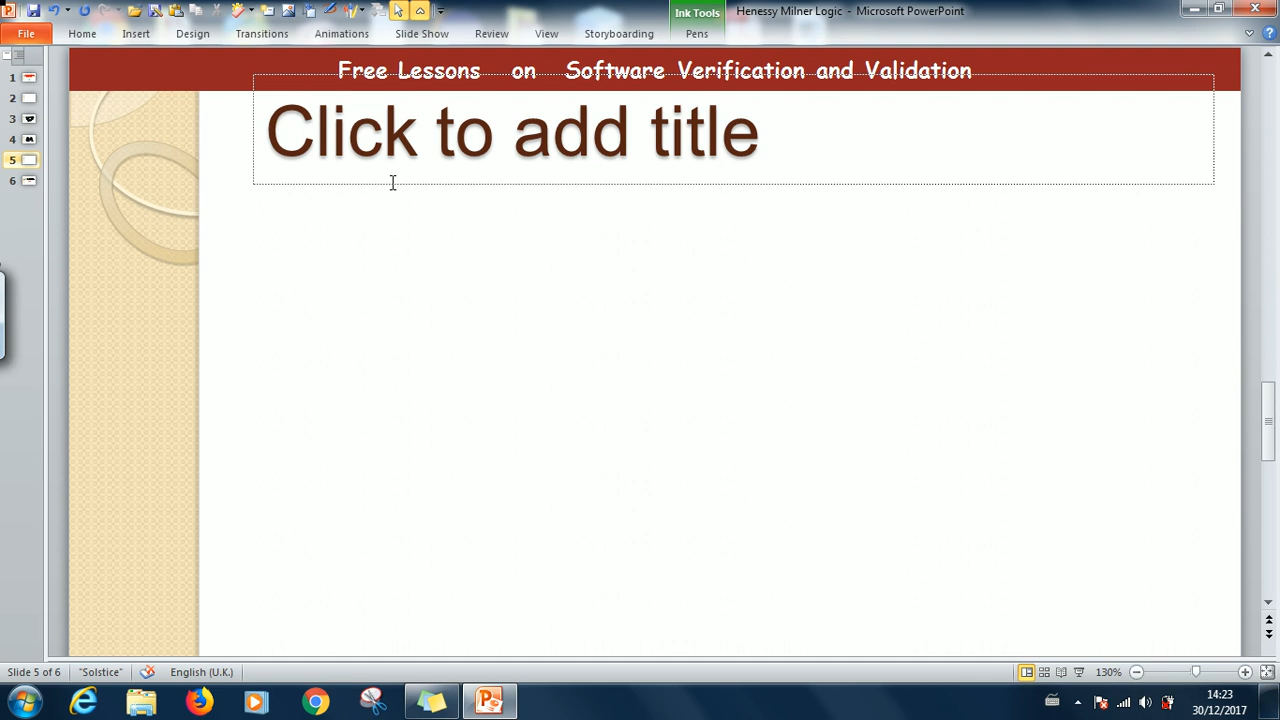 Ink Tools
Henessy Milner Logic - Microsoft PowerPoint
File Home Insert Design Transitions Animations Slide Show Review View Storyboarding Pens
Free Lessons on Software Verification and Validation
Click to add title
1
2
3
4
5
6
Slide 5 of 6 "Solstice" English (U.K.) 130%
14:23
30/12/2017